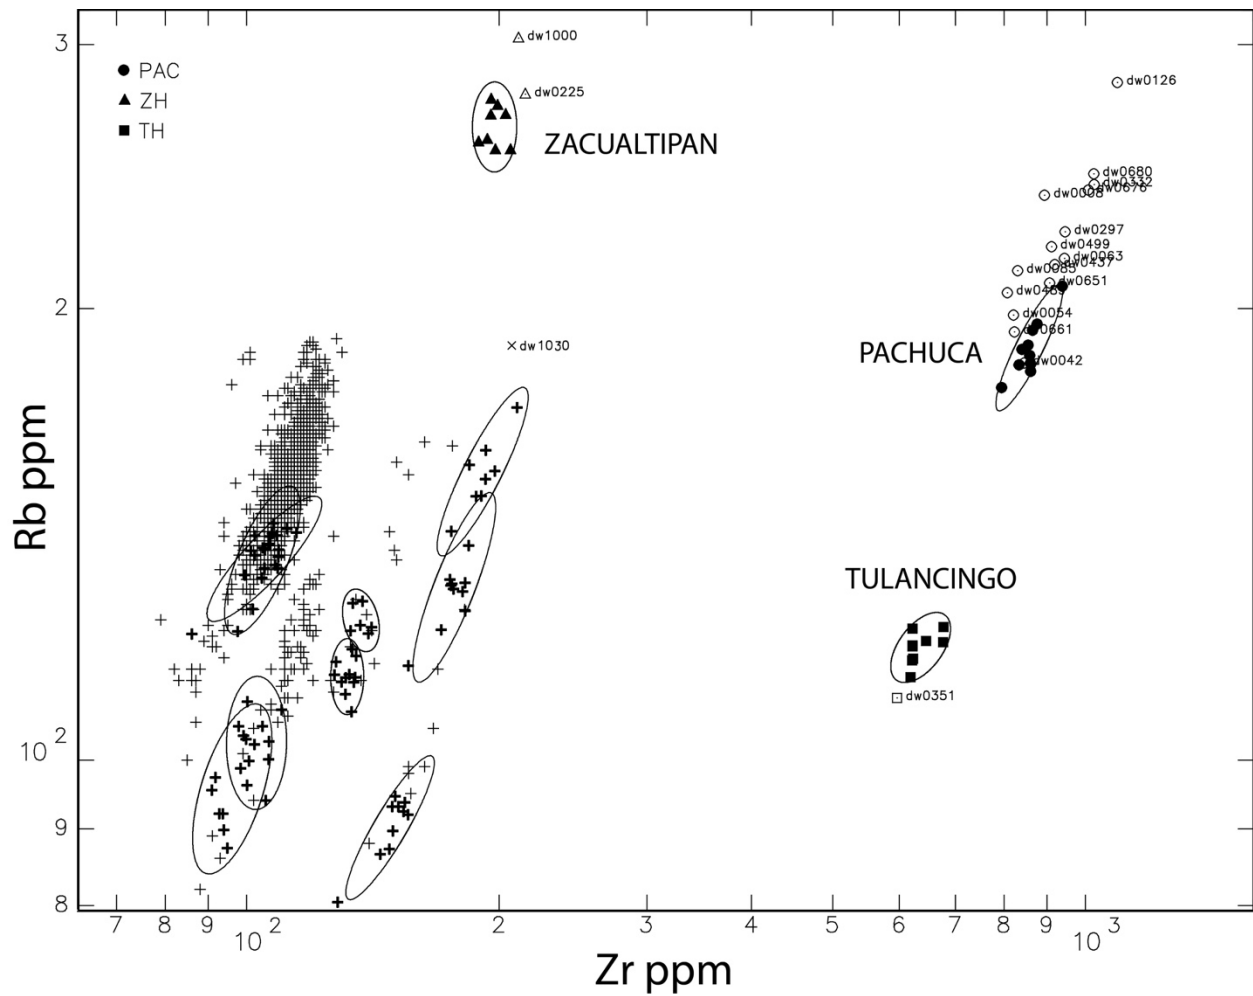 3
dw1000
PAC
ZH
TH
dw0225
dw0126
ZACUALTIPAN
dw0680
dw0332
dw0676
dw0008
dw0297
dw0499
dw0063
dw0437
dw0085
dw0651
dw0489
2
dw0054
dw0661
dw1030
PACHUCA
dw0042
Rb ppm
TULANCINGO
dw0351
10 2
9
8
7 8 9 10 2 2 3 4 5 6 7 8 9 10 3
Zr ppm